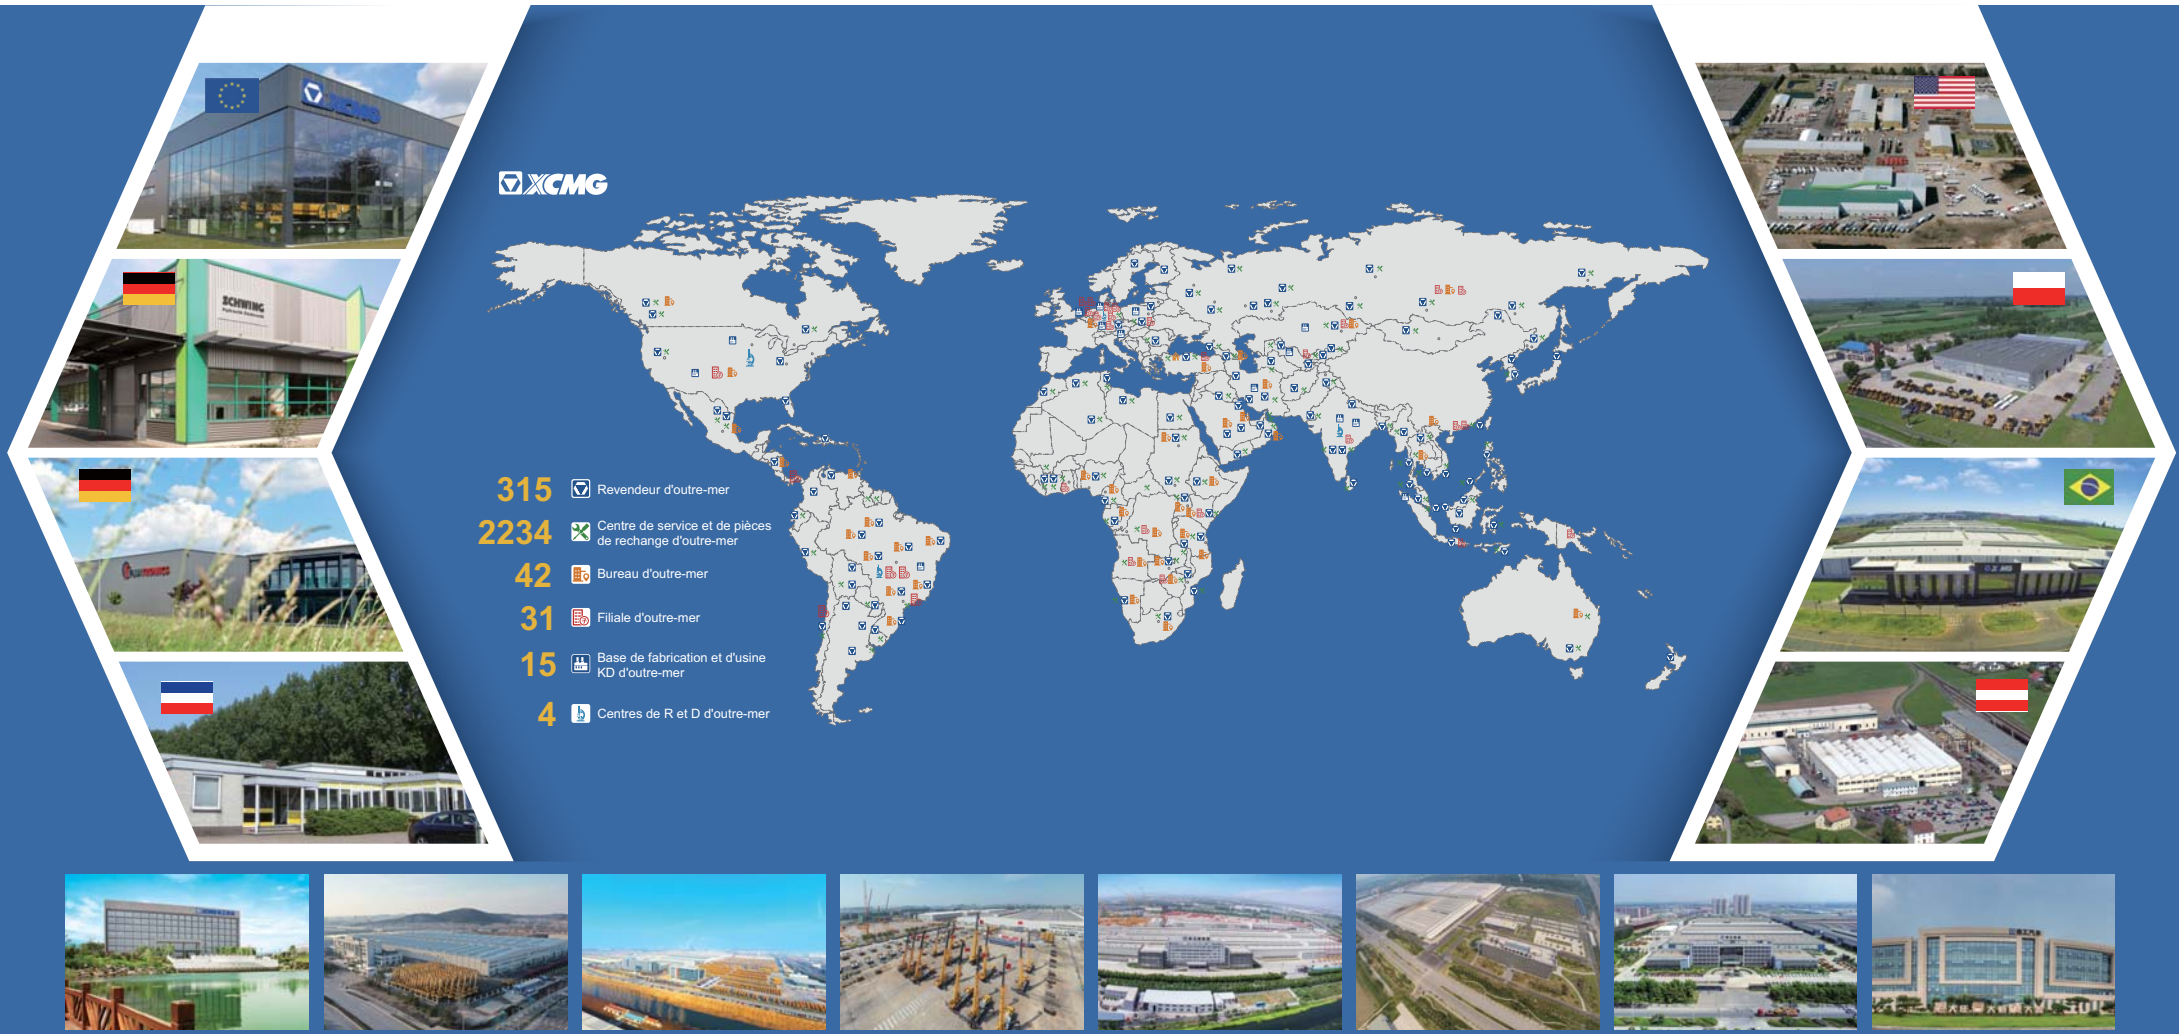 XCMG
SCHWING
XCMG
315 Revendeur d'outre-mer
2234 Centre de service et de pièces
de rechange d'outre-mer
42 Bureau d'outre-mer
31 Filiale d'outre-mer
15 Base de fabrication et d'usine
KD d'outre-mer
4 Centres de R et D d'outre-mer